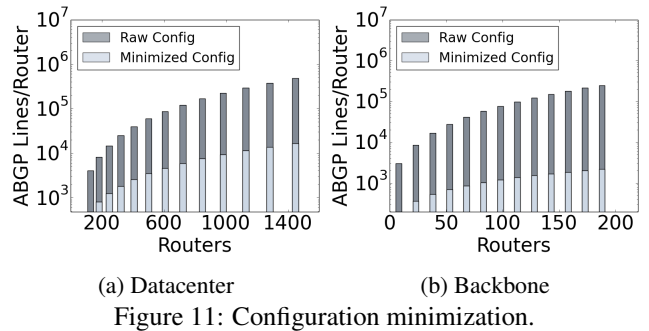 10^7
10^6
10^5
10^4
10^3
ABGP Lines/Router
Raw Config
Minimized Config
200 600 1000 1400
Routers
(a) Datacenter
10^7
10^6
10^5
10^4
10^3
ABGP Lines/Router
Raw Config
Minimized Config
0 50 100 150 200
Routers
(b) Backbone
Figure 11: Configuration minimization.